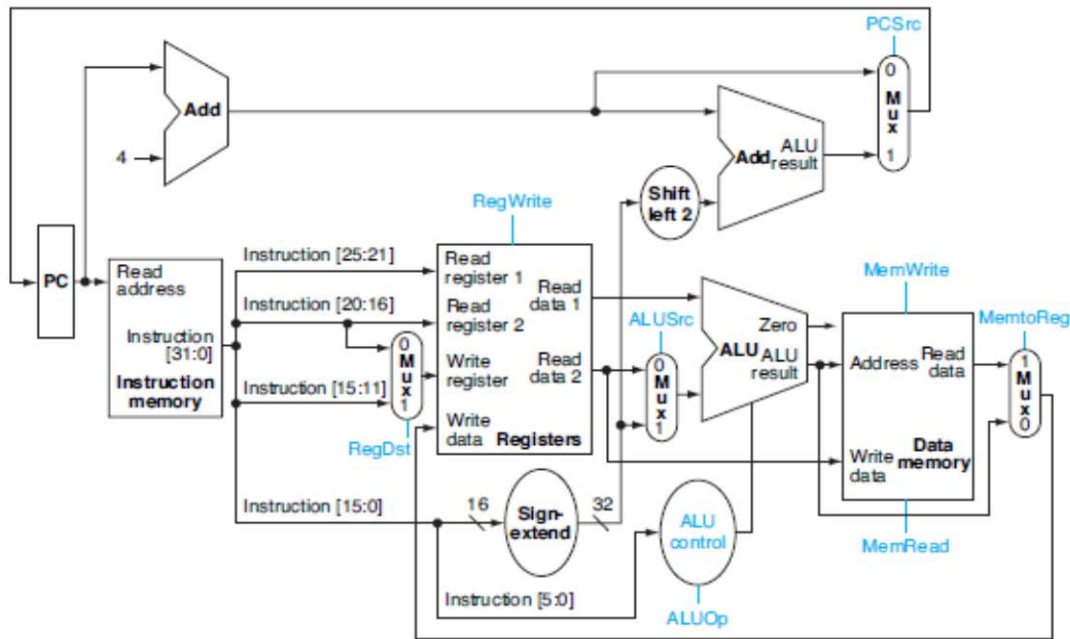 PCSrc
0
Mux
1
Add
4
Add
ALU
result
Shift
left 2
RegWrite
PC
Read
address
Instruction
[31:0]
Instruction
memory
Instruction [25:21]
Instruction [20:16]
Instruction [15:11]
Instruction [15:0]
Instruction [5:0]
0
Mux
1
RegDst
Read
register 1
Read
register 2
Write
register
Write
data
Read
data 1
Read
data 2
Registers
16
Sign-
extend
32
ALUSrc
0
Mux
1
Zero
ALU
ALU
result
ALU
control
ALUOp
MemWrite
Address
Read
data
Write
data
Data
memory
MemRead
MemtoReg
1
Mux
0